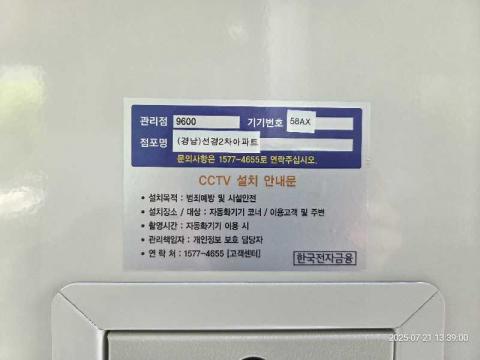 관리점 9600 기기번호 58AX
점포명 (경남)선경2차아파트
문의사항은 1577-4655로 연락주십시오.
CCTV 설치 안내문
• 설치목적 : 범죄예방 및 시설안전
• 설치장소 / 대상 : 자동화기기 코너 / 이용고객 및 주변
• 촬영시간 : 자동화기기 이용 시
• 관리책임자 : 개인정보 보호 담당자
• 연 락 처 : 1577-4655 [고객센터]
한국전자금융
2025-07-21 13:39:00